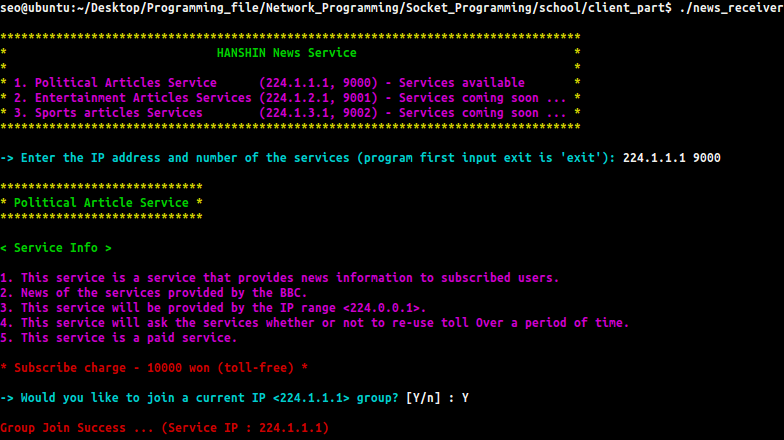 seo@ubuntu:~/Desktop/Programming_file/Network_Programming/Socket_Programming/school/client_part$ ./news_receiver
***********************************************************************************
* HANSHIN News Service *
* *
* 1. Political Articles Service (224.1.1.1, 9000) - Services available *
* 2. Entertainment Articles Services (224.1.2.1, 9001) - Services coming soon ... *
* 3. Sports articles Services (224.1.3.1, 9002) - Services coming soon ... *
***********************************************************************************
-> Enter the IP address and number of the services (program first input exit is 'exit'): 224.1.1.1 9000
*****************************
* Political Article Service *
*****************************
< Service Info >
1. This service is a service that provides news information to subscribed users.
2. News of the services provided by the BBC.
3. This service will be provided by the IP range <224.0.0.1>.
4. This service will ask the services whether or not to re-use toll Over a period of time.
5. This service is a paid service.
* Subscribe charge - 10000 won (toll-free) *
-> Would you like to join a current IP <224.1.1.1> group? [Y/n] : Y
Group Join Success ... (Service IP : 224.1.1.1)